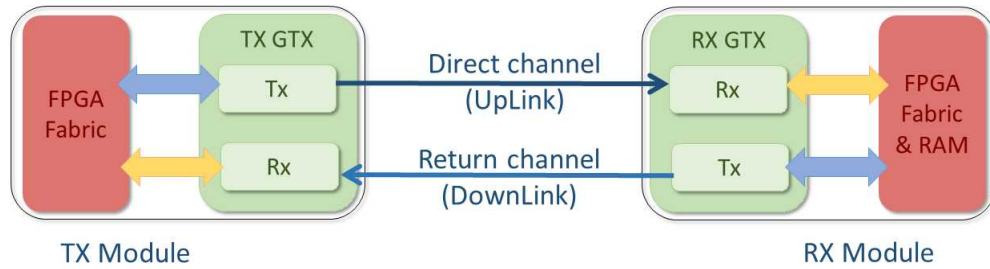 TX GTX
FPGA
Fabric
Tx
Rx
Direct channel
(UpLink)
Return channel
(DownLink)
RX GTX
Rx
Tx
FPGA
Fabric
& RAM
TX Module
RX Module